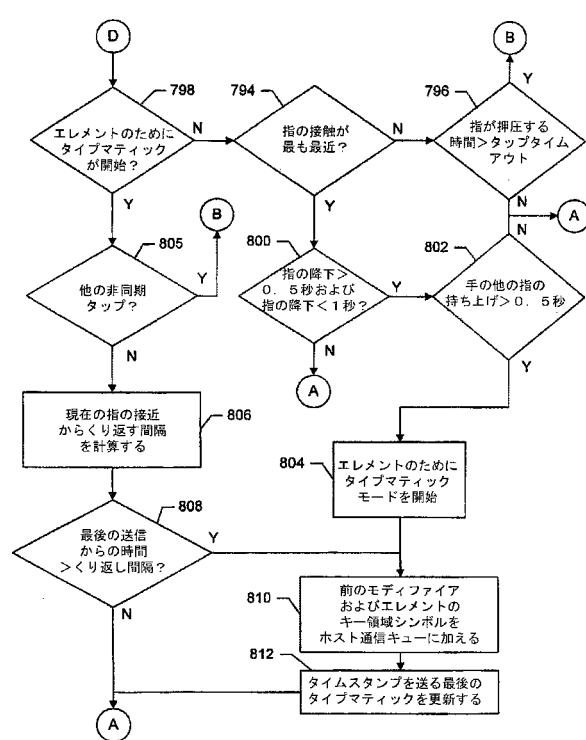 D
798
エレメントのために
タイプマティック
が開始?
N
Y
794
指の接触が
最も最近?
N
Y
B
Y
796
指が押圧する
時間>タップタイム
アウト
N
A
805
他の非同期
タップ?
Y
B
N
800
指の降下>
0.5秒および
指の降下<1秒?
Y
N
A
802
N
手の他の指の
持ち上げ>0.5秒
Y
現在の指の接近
からくり返す間隔
を計算する
806
804
エレメントのために
タイプマティック
モードを開始
808
最後の送信
からの時間
>くり返し間隔?
Y
N
810
前のモディファイア
およびエレメントの
キー領域シンボルを
ホスト通信キューに加える
812
タイムスタンプを送る最後の
タイプマティックを更新する
A